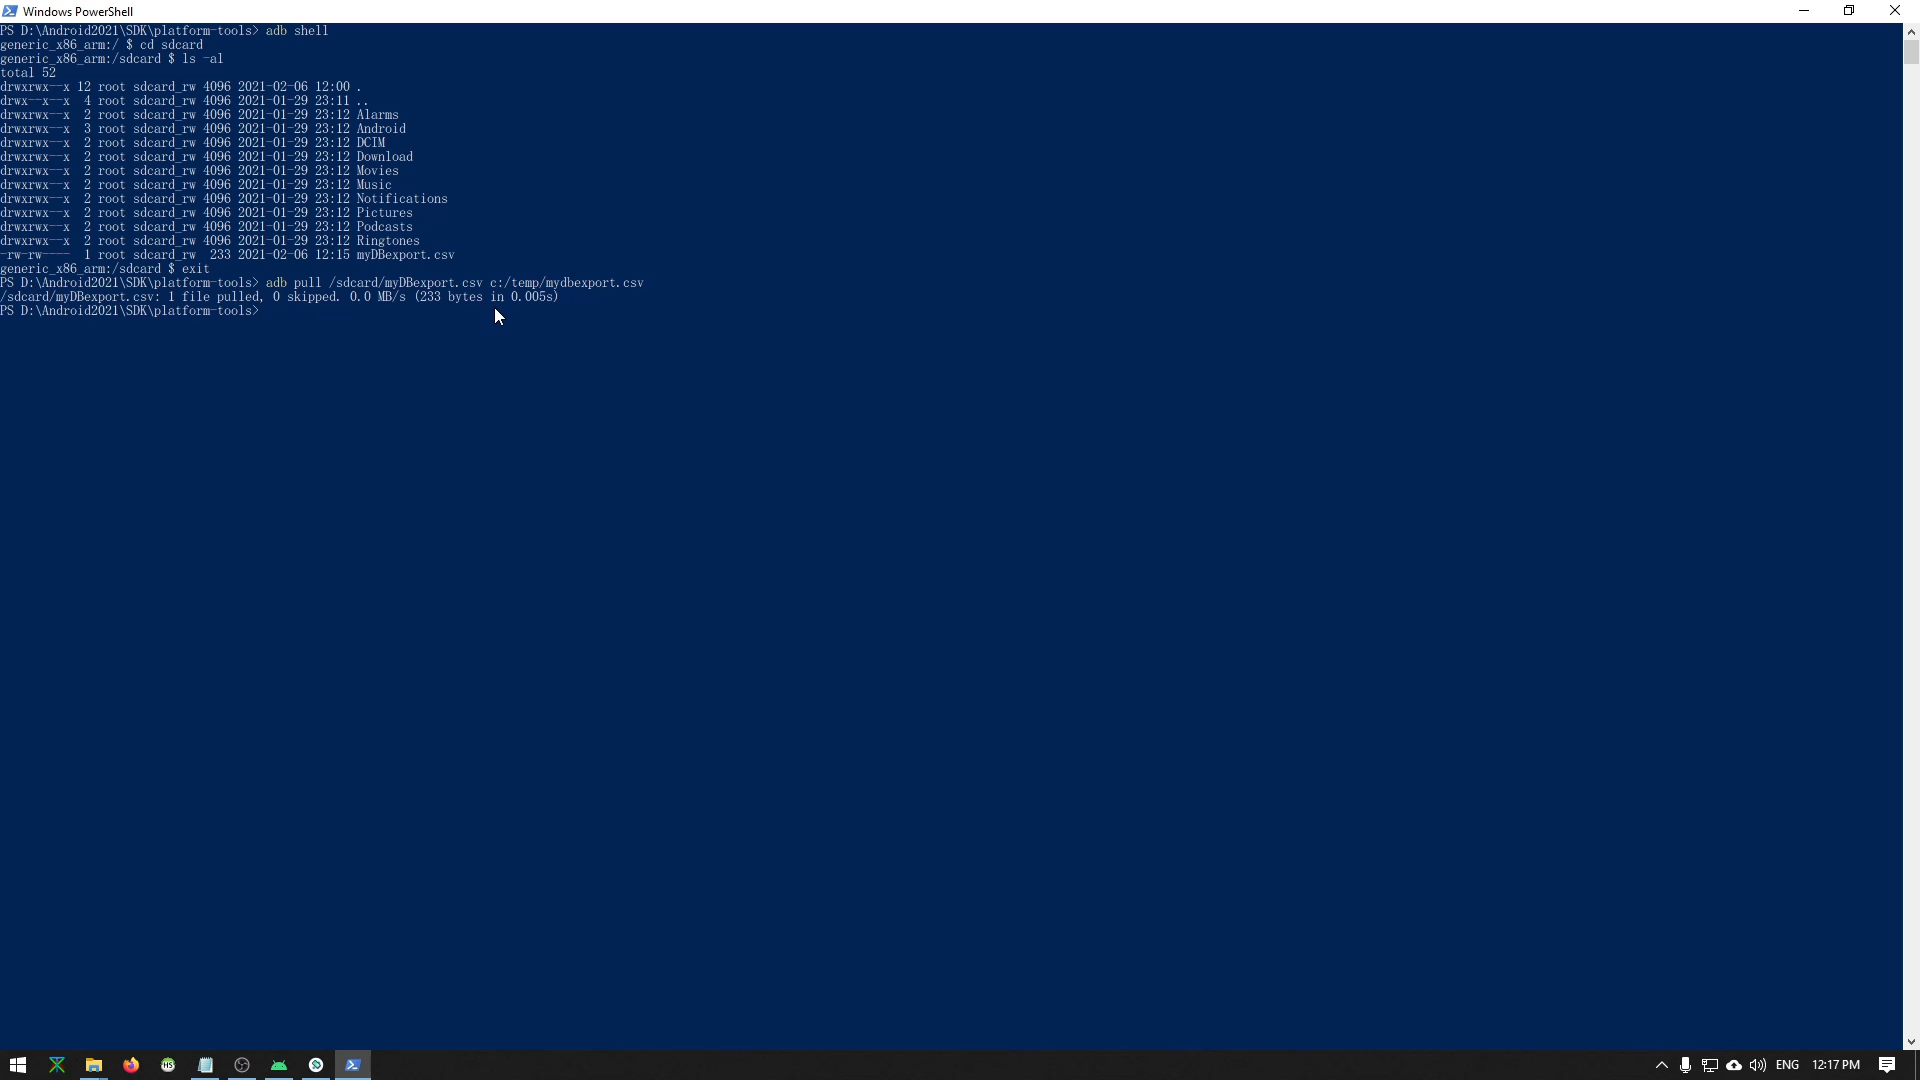 Windows PowerShell
PS D:\Android2021\SDK\platform-tools> adb shell
generic_x86_arm:/ $ cd sdcard
generic_x86_arm:/sdcard $ ls -al
total 52
drwxrwx--x 12 root sdcard_rw 4096 2021-02-06 12:00 .
drwx--x--x  4 root sdcard_rw 4096 2021-01-29 23:11 ..
drwxrwx--x  2 root sdcard_rw 4096 2021-01-29 23:12 Alarms
drwxrwx--x  3 root sdcard_rw 4096 2021-01-29 23:12 Android
drwxrwx--x  2 root sdcard_rw 4096 2021-01-29 23:12 DCIM
drwxrwx--x  2 root sdcard_rw 4096 2021-01-29 23:12 Download
drwxrwx--x  2 root sdcard_rw 4096 2021-01-29 23:12 Movies
drwxrwx--x  2 root sdcard_rw 4096 2021-01-29 23:12 Music
drwxrwx--x  2 root sdcard_rw 4096 2021-01-29 23:12 Notifications
drwxrwx--x  2 root sdcard_rw 4096 2021-01-29 23:12 Pictures
drwxrwx--x  2 root sdcard_rw 4096 2021-01-29 23:12 Podcasts
drwxrwx--x  2 root sdcard_rw 4096 2021-01-29 23:12 Ringtones
-rw-rw----  1 root sdcard_rw  233 2021-02-06 12:15 myDBexport.csv
generic_x86_arm:/sdcard $ exit
PS D:\Android2021\SDK\platform-tools> adb pull /sdcard/myDBexport.csv c:/temp/mydbexport.csv
/sdcard/myDBexport.csv: 1 file pulled, 0 skipped. 0.0 MB/s (233 bytes in 0.005s)
PS D:\Android2021\SDK\platform-tools>
HS
ENG 12:17 PM